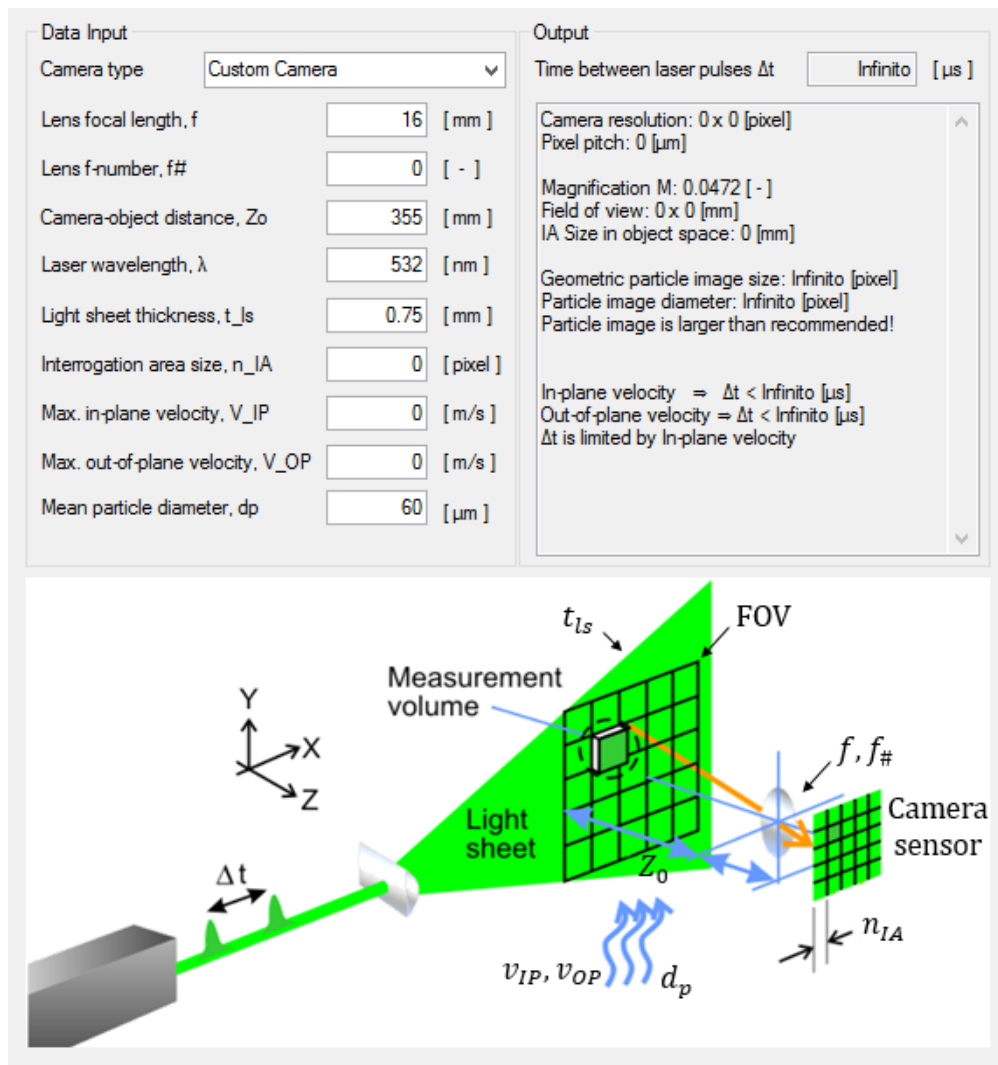 Data Input
Camera type Custom Camera
Lens focal length, f 16 [ mm ]
Lens f-number, f# 0 [ - ]
Camera-object distance, Zo 355 [ mm ]
Laser wavelength, λ 532 [ nm ]
Light sheet thickness, t_ls 0.75 [ mm ]
Interrogation area size, n_IA 0 [ pixel ]
Max. in-plane velocity, V_IP 0 [ m/s ]
Max. out-of-plane velocity, V_OP 0 [ m/s ]
Mean particle diameter, dp 60 [ µm ]
Output
Time between laser pulses Δt Infinito [ µs ]
Camera resolution: 0 x 0 [pixel]
Pixel pitch: 0 [µm]
Magnification M: 0.0472 [ - ]
Field of view: 0 x 0 [mm]
IA Size in object space: 0 [mm]
Geometric particle image size: Infinito [pixel]
Particle image diameter: Infinito [pixel]
Particle image is larger than recommended!
In-plane velocity ⇒ Δt < Infinito [µs]
Out-of-plane velocity ⇒ Δt < Infinito [µs]
Δt is limited by In-plane velocity
t_ls
FOV
Measurement
volume
Y
X
Z
f, f_#
Camera
sensor
Light
sheet
Z_0
Δt
n_IA
v_IP, v_OP
d_p